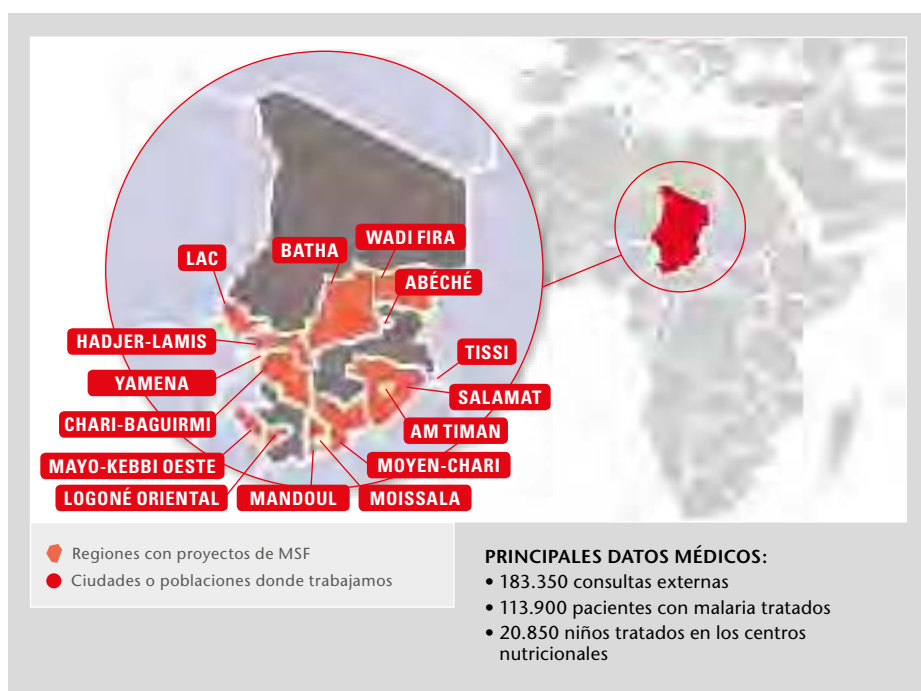 WADI FIRA
BATHA
LAC
ABÉCHÉ
HADJER-LAMIS
TISSI
YAMENA
SALAMAT
CHARI-BAGUIRMI
AM TIMAN
MAYO-KEBBI OESTE
MOYEN-CHARI
LOGONÉ ORIENTAL
MANDOUL
MOISSALA
Regiones con proyectos de MSF
Ciudades o poblaciones donde trabajamos
PRINCIPALES DATOS MÉDICOS:
• 183.350 consultas externas
• 113.900 pacientes con malaria tratados
• 20.850 niños tratados en los centros
nutricionales